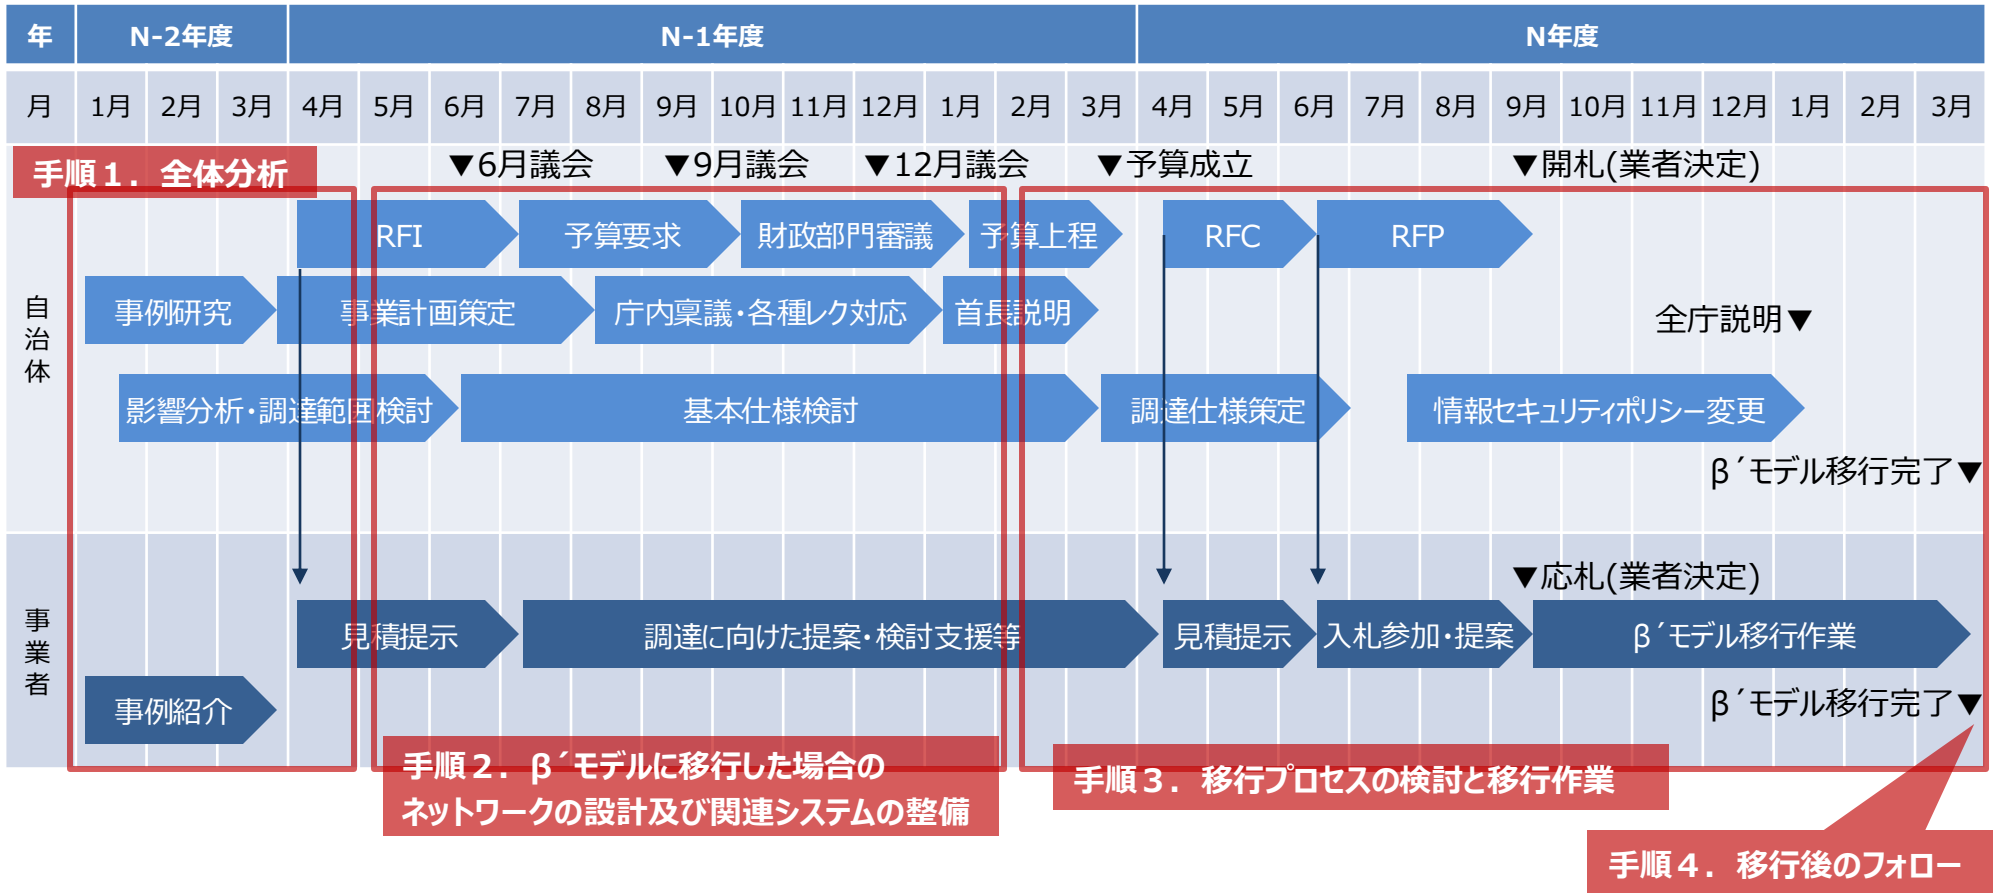 年 N-2年度 N-1年度 N年度
月 1月 2月 3月 4月 5月 6月 7月 8月 9月 10月 11月 12月 1月 2月 3月 4月 5月 6月 7月 8月 9月 10月 11月 12月 1月 2月 3月
手順１．全体分析
▼6月議会 ▼9月議会 ▼12月議会 ▼予算成立 ▼開札(業者決定)
自治体
RFI 予算要求 財政部門審議 予算上程 RFC RFP
事例研究 事業計画策定 庁内稟議・各種レク対応 首長説明 全庁説明▼
影響分析・調達範囲検討 基本仕様検討 調達仕様策定 情報セキュリティポリシー変更
β´モデル移行完了▼
事業者
▼応札(業者決定)
見積提示 調達に向けた提案・検討支援等 見積提示 入札参加・提案 β´モデル移行作業
事例紹介 β´モデル移行完了▼
手順２．β´モデルに移行した場合の
ネットワークの設計及び関連システムの整備
手順３．移行プロセスの検討と移行作業
手順４．移行後のフォロー